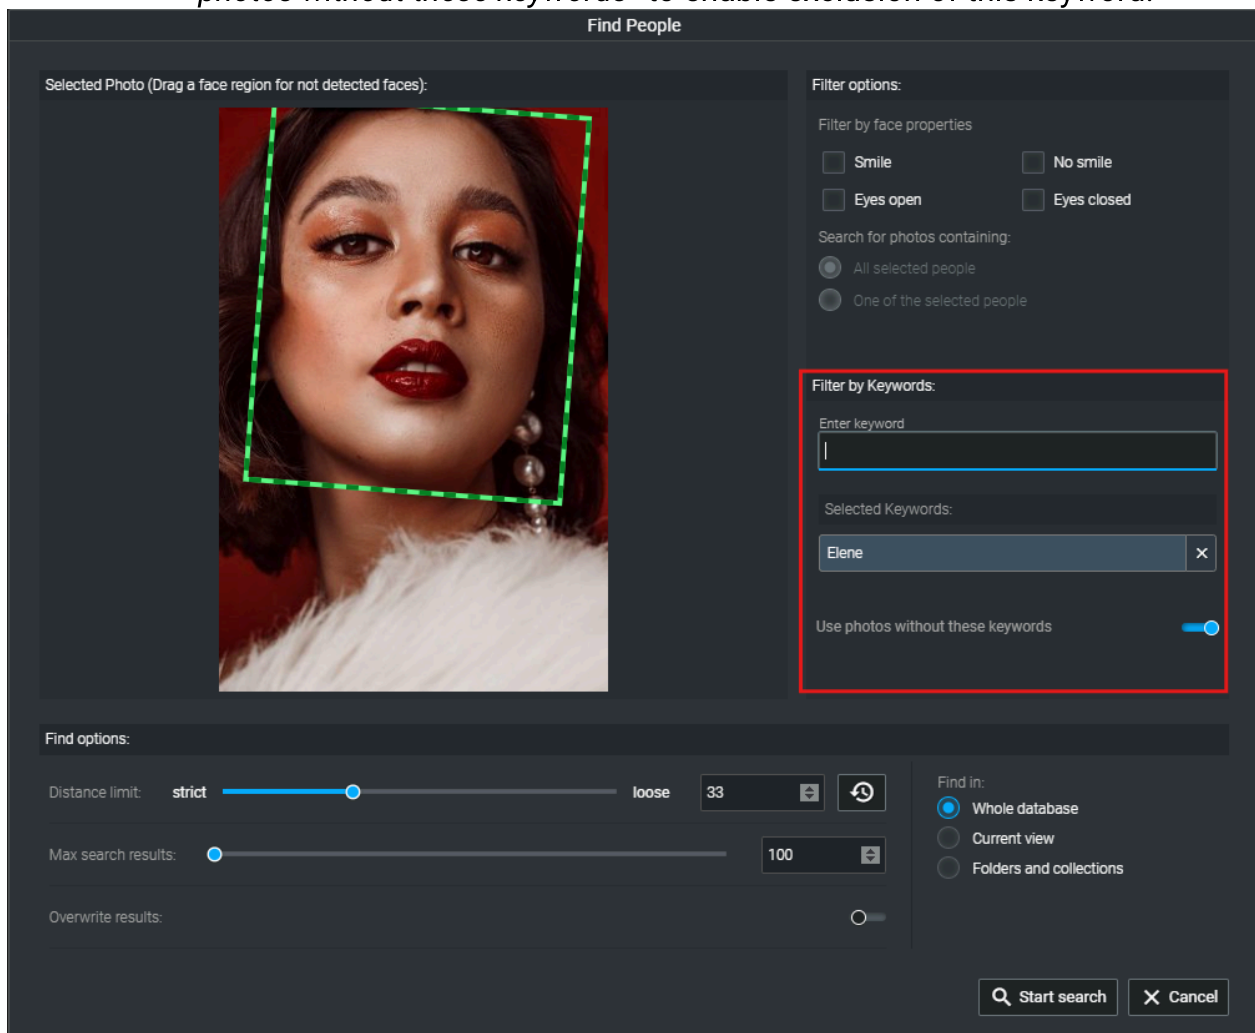 photos without these keywords" to enable exclusion of this keyword.
Find People
Selected Photo (Drag a face region for not detected faces):
Filter options:
Filter by face properties
Smile
No smile
Eyes open
Eyes closed
Search for photos containing:
All selected people
One of the selected people
Filter by Keywords:
Enter keyword
Selected Keywords:
Elene
Use photos without these keywords
Find options:
Distance limit: strict loose 33
Max search results: 100
Overwrite results:
Find in:
Whole database
Current view
Folders and collections
Start search
Cancel